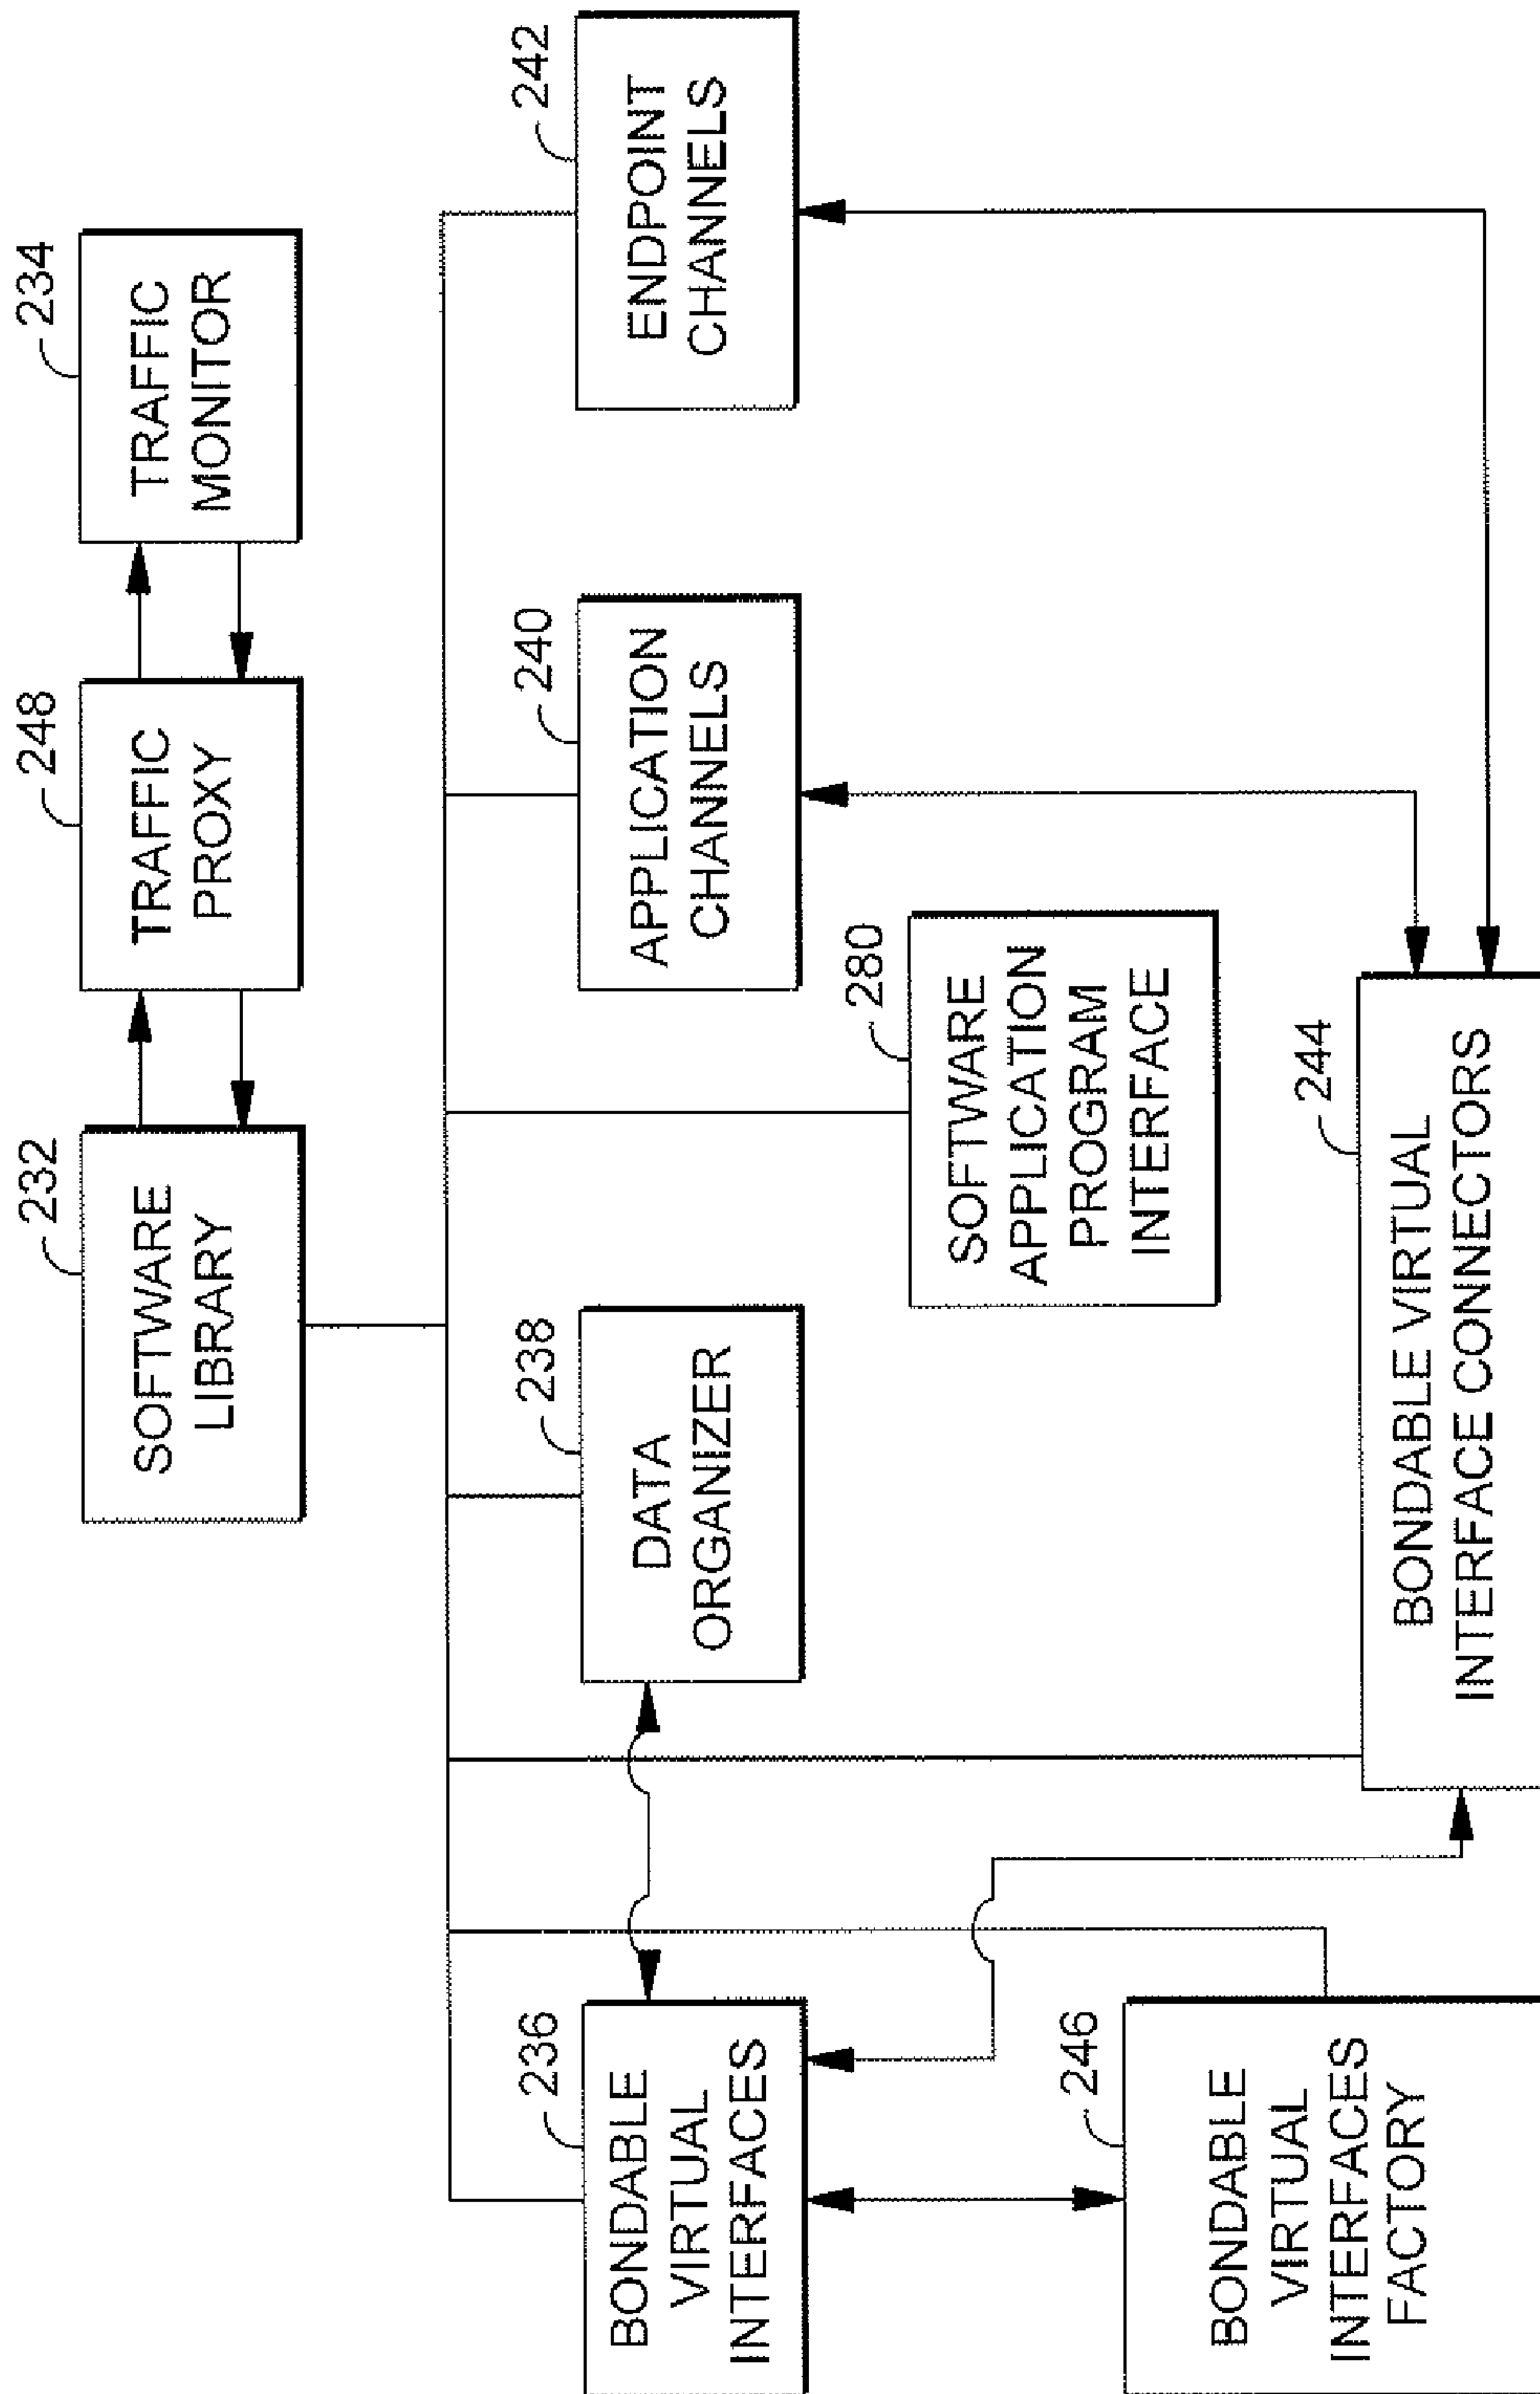 232
SOFTWARE
LIBRARY
248
TRAFFIC
PROXY
234
TRAFFIC
MONITOR
236
BONDABLE
VIRTUAL
INTERFACES
238
DATA
ORGANIZER
240
APPLICATION
CHANNELS
242
ENDPOINT
CHANNELS
280
SOFTWARE
APPLICATION
PROGRAM
INTERFACE
246
BONDABLE
VIRTUAL
INTERFACES
FACTORY
244
BONDABLE VIRTUAL
INTERFACE CONNECTORS